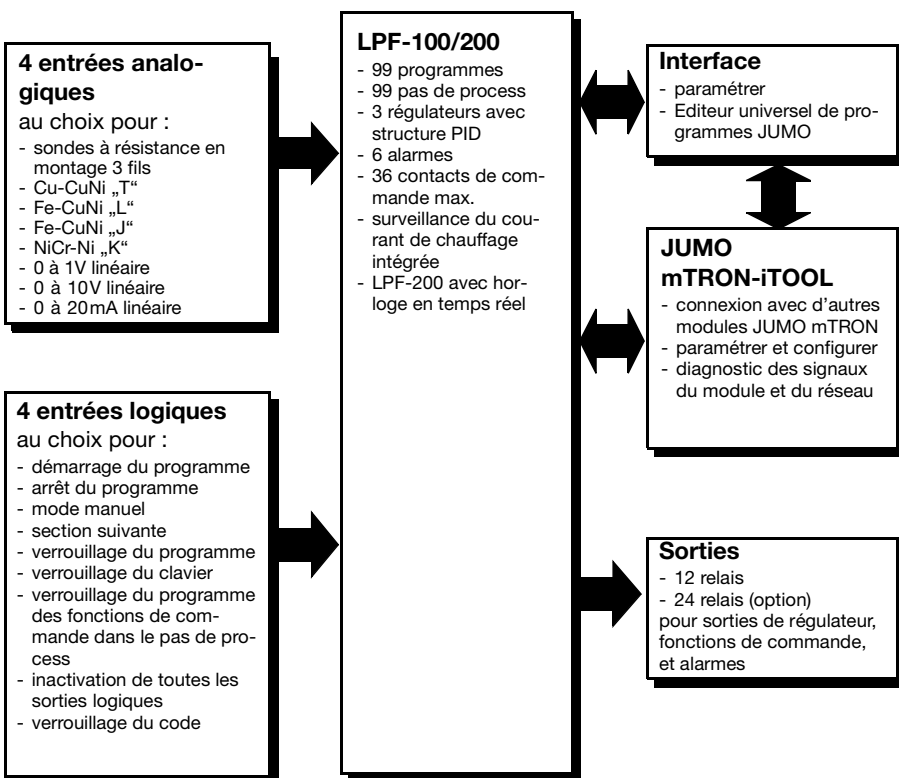 4 entrées analo-
giques
au choix pour :
- sondes à résistance en
montage 3 fils
- Cu-CuNi „T“
- Fe-CuNi „L“
- Fe-CuNi „J“
- NiCr-Ni „K“
- 0 à 1V linéaire
- 0 à 10V linéaire
- 0 à 20mA linéaire
4 entrées logiques
au choix pour :
- démarrage du programme
- arrêt du programme
- mode manuel
- section suivante
- verrouillage du programme
- verrouillage du clavier
- verrouillage du programme
des fonctions de com-
mande dans le pas de pro-
cess
- inactivation de toutes les
sorties logiques
- verrouillage du code
LPF-100/200
- 99 programmes
- 99 pas de process
- 3 régulateurs avec
structure PID
- 6 alarmes
- 36 contacts de com-
mande max.
- surveillance du cou-
rant de chauffage
intégrée
- LPF-200 avec hor-
loge en temps réel
Interface
- paramétrer
- Editeur universel de pro-
grammes JUMO
JUMO
mTRON-iTOOL
- connexion avec d’autres
modules JUMO mTRON
- paramétrer et configurer
- diagnostic des signaux
du module et du réseau
Sorties
- 12 relais
- 24 relais (option)
pour sorties de régulateur,
fonctions de commande,
et alarmes